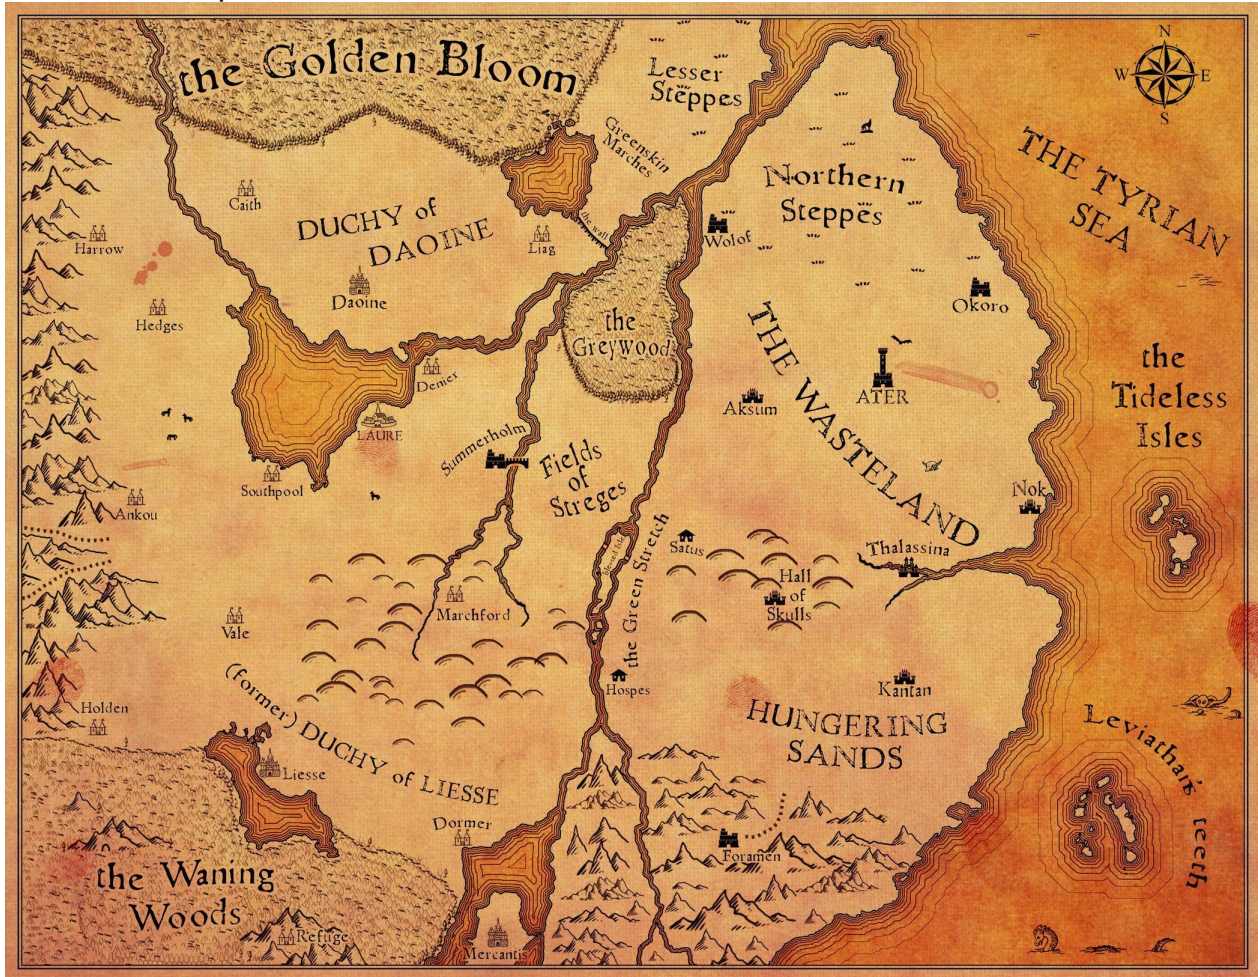 the Golden Bloom
Lesser
Steppes
N
W E
S
THE TYRIAN
SEA
Greenskin
Marches
Northern
Steppes
Caith
DUCHY of
DAOINE
the wall
Liag
Harrow
Wolof
Daoine
Okoro
Hedges
the
Greywood
THE WASTELAND
the
Tideless
Isles
Denier
Aksum
ATER
LAURE
Summerholm
Fields
of
Streges
Southpool
Ankou
Nok
Satus
Blessed Isle
the Green Stretch
Thalassina
Hall
of
Skulls
Marchford
Vale
Hospes
Kahtan
Holden
(former) DUCHY of LIESSE
HUNGERING
SANDS
Leviathan's
teeth
Liesse
Dormer
Foramen
the Waning
Woods
Refuge
Mercantis